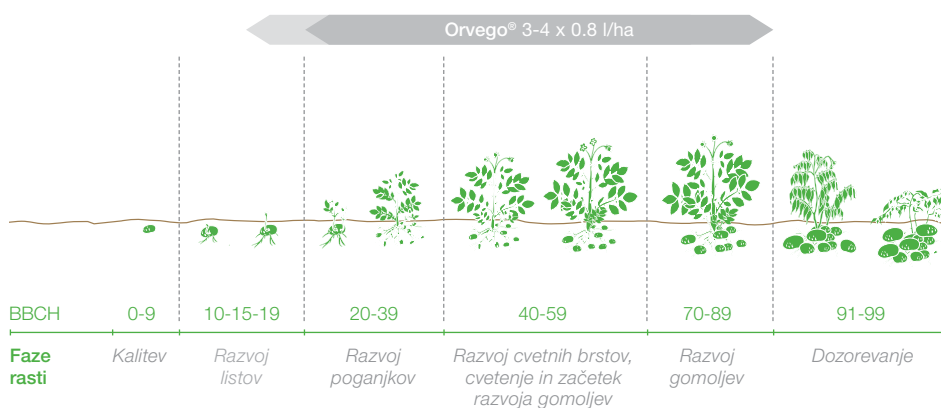 Orvego® 3-4 x 0.8 l/ha
BBCH 0-9 10-15-19 20-39 40-59 70-89 91-99
Faze rasti
Kalitev
Razvoj listov
Razvoj poganjkov
Razvoj cvetnih brstov,
cvetenje in začetek
razvoja gomoljev
Razvoj gomoljev
Dozorevanje